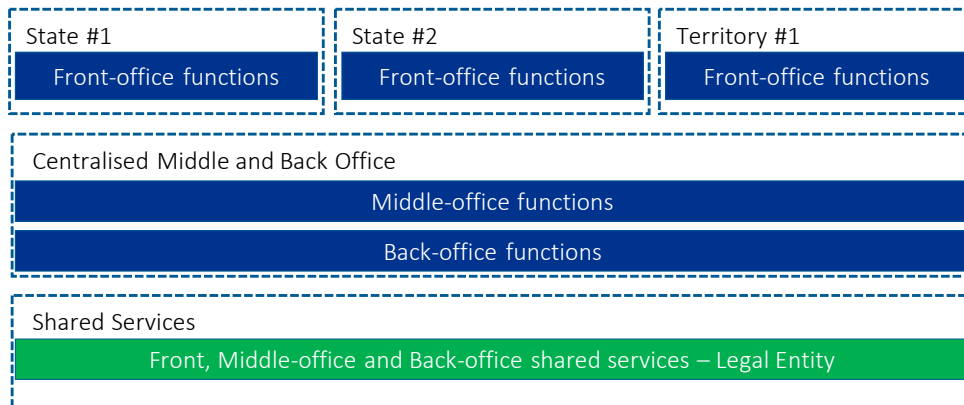 State #1
Front-office functions
State #2
Front-office functions
Territory #1
Front-office functions
Centralised Middle and Back Office
Middle-office functions
Back-office functions
Shared Services
Front, Middle-office and Back-office shared services – Legal Entity